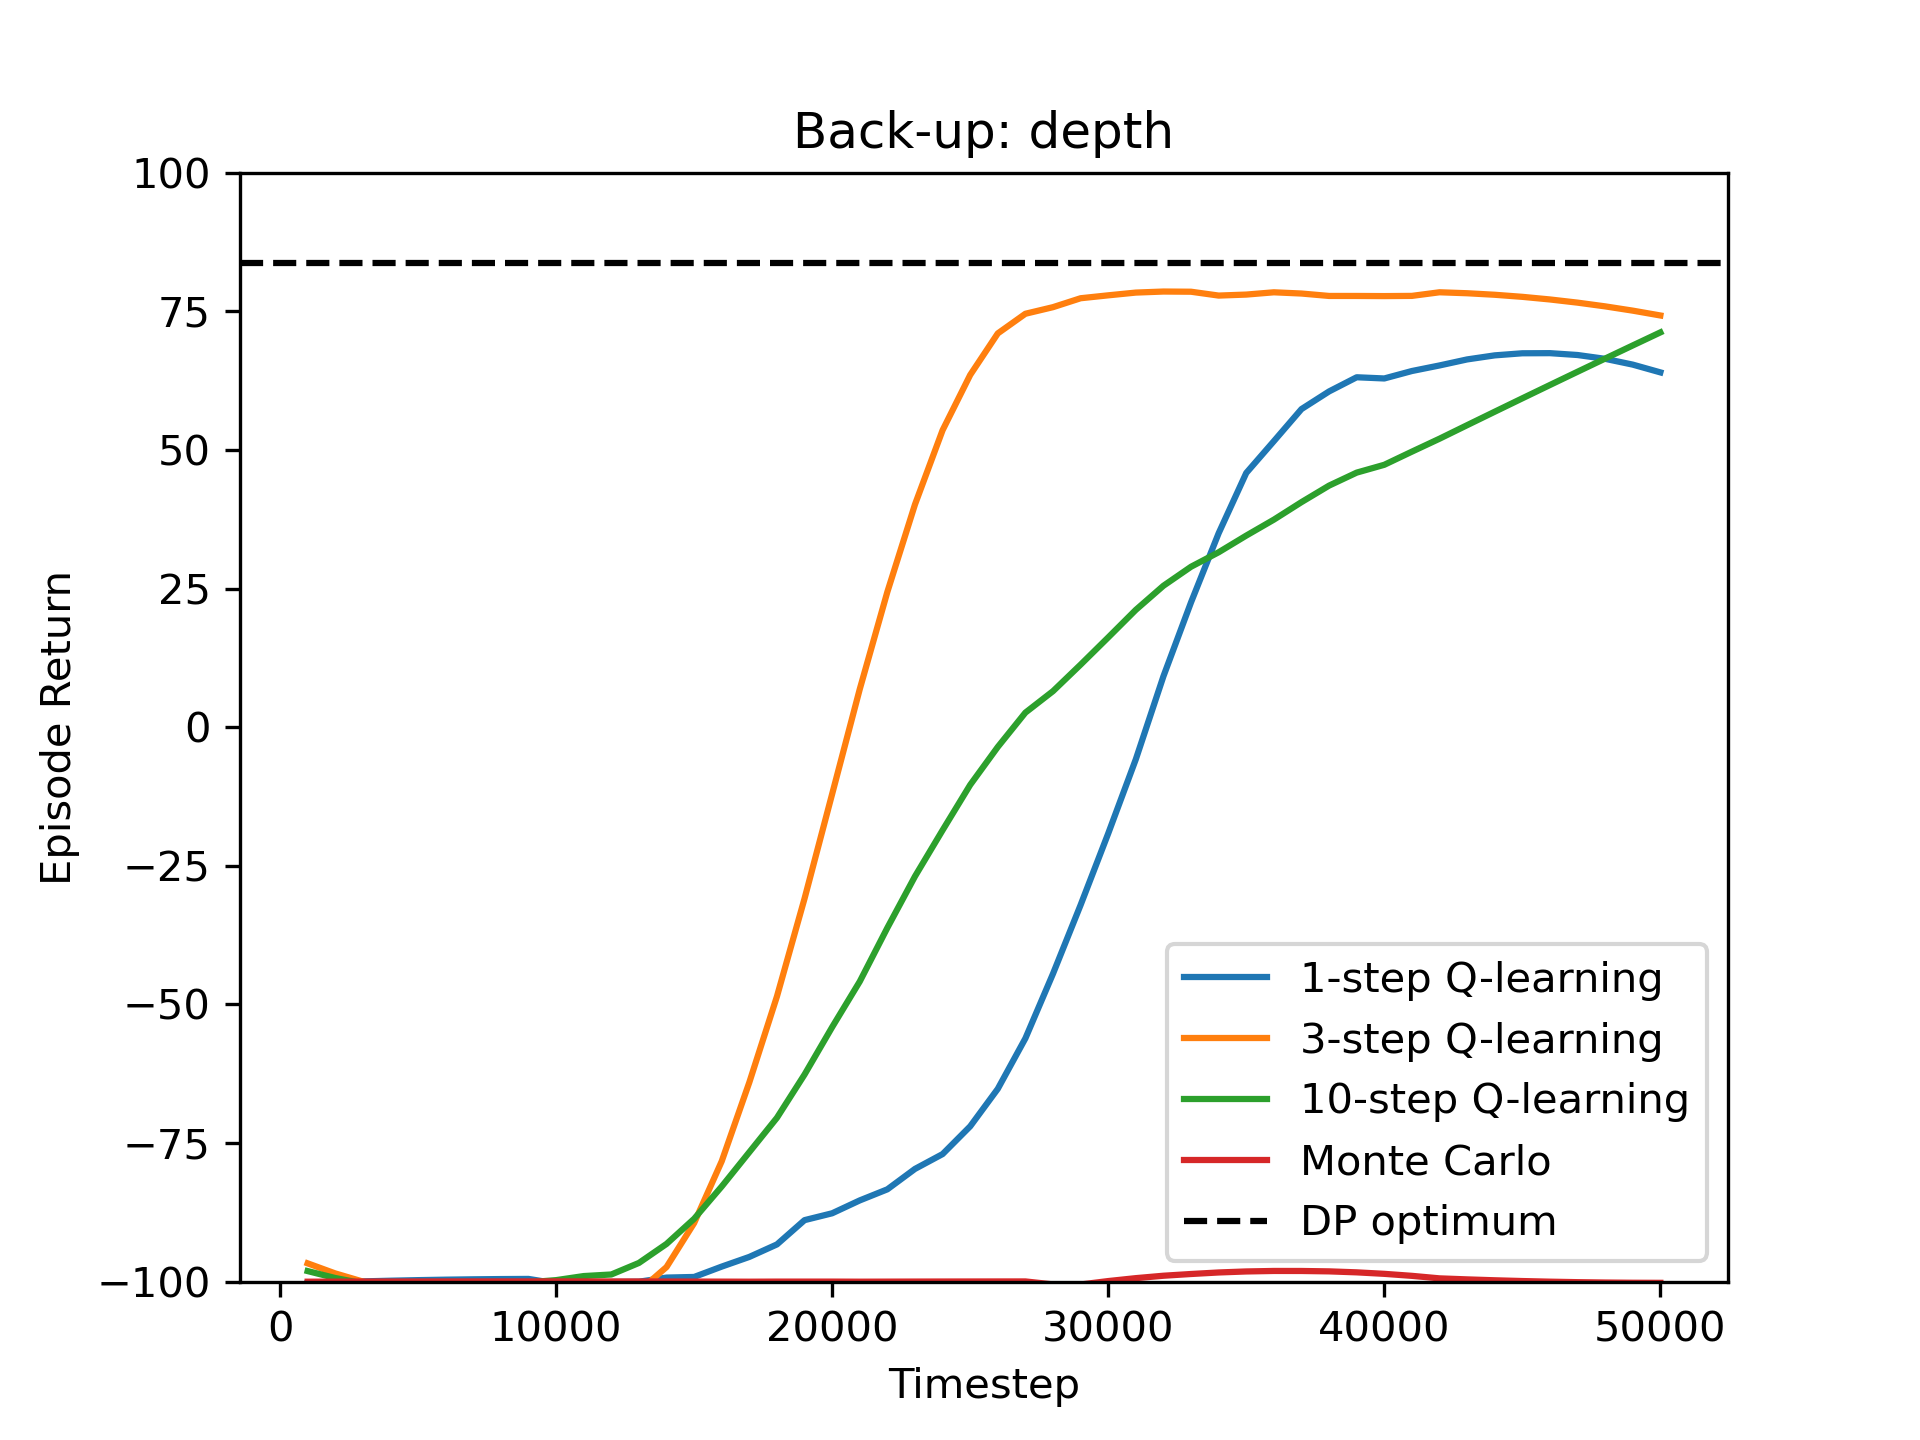 Back-up: depth
100
75
50
25
0
−25
−50
−75
−100
Episode Return
0 10000 20000 30000 40000 50000
Timestep
1-step Q-learning
3-step Q-learning
10-step Q-learning
Monte Carlo
DP optimum